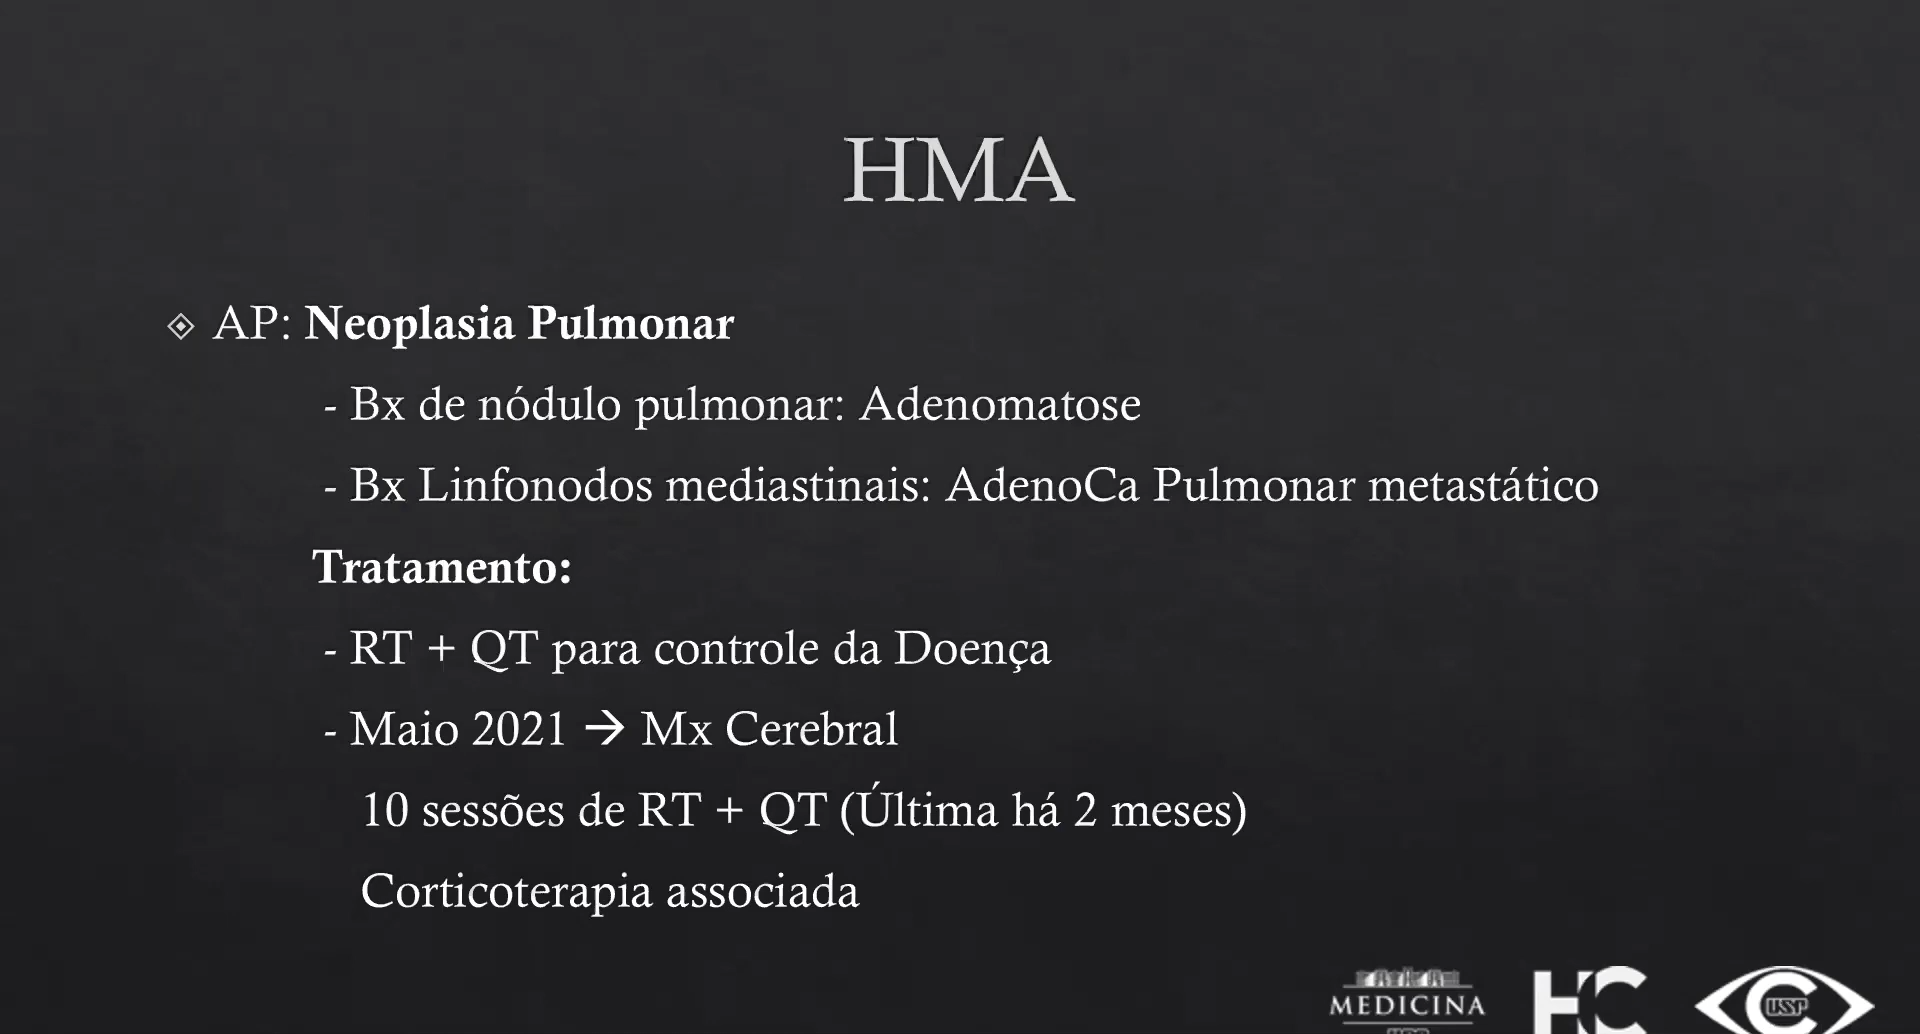 HMA
AP: Neoplasia Pulmonar
- Bx de nódulo pulmonar: Adenomatose
- Bx Linfonodos mediastinais: AdenoCa Pulmonar metastático
Tratamento:
- RT + QT para controle da Doença
- Maio 2021 → Mx Cerebral
10 sessões de RT + QT (Última há 2 meses)
Corticoterapia associada
MEDICINA
HC
C USP